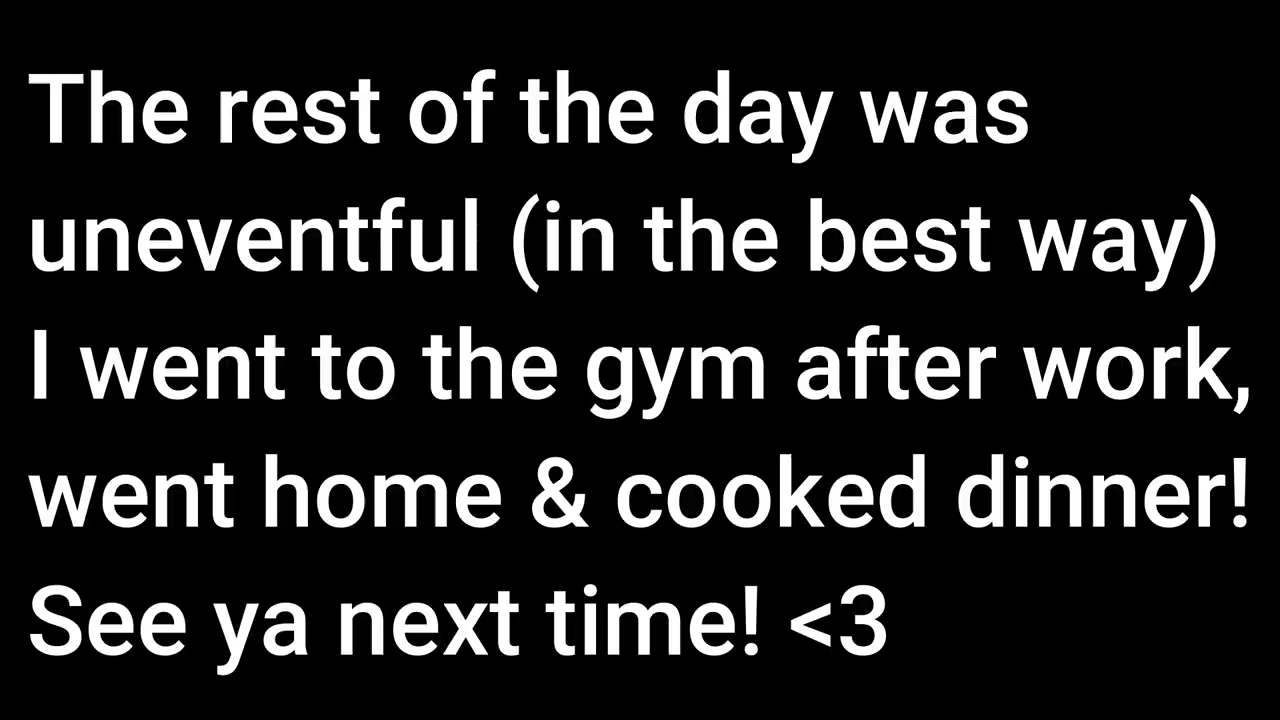 The rest of the day was
uneventful (in the best way)
I went to the gym after work,
went home & cooked dinner!
See ya next time! <3